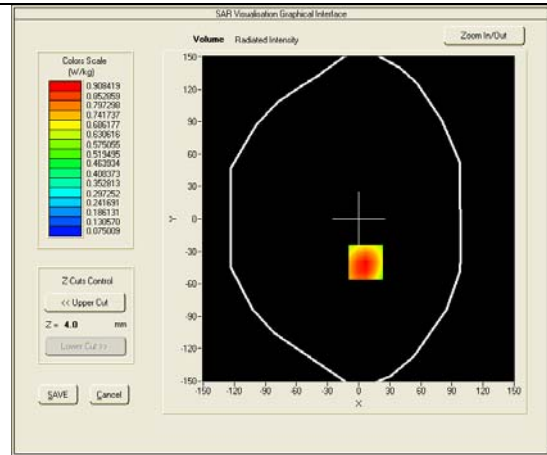 SAR Visualisation Graphical Interface
Volume Radiated Intensity
Zoom In/Out
Colors Scale
(W/kg)
0.908419
0.852859
0.797298
0.741737
0.686177
0.630616
0.575055
0.519495
0.463934
0.408373
0.352813
0.297252
0.241691
0.186131
0.130570
0.075009
Z Cuts Control
<< Upper Cut
Z = 4.0 mm
Lower Cut >>
SAVE Cancel
150-
120-
90-
60-
30-
0-
-30-
-60-
-90-
-120-
-150-
Y
-150 -120 -90 -60 -30 0 30 60 90 120 150
X